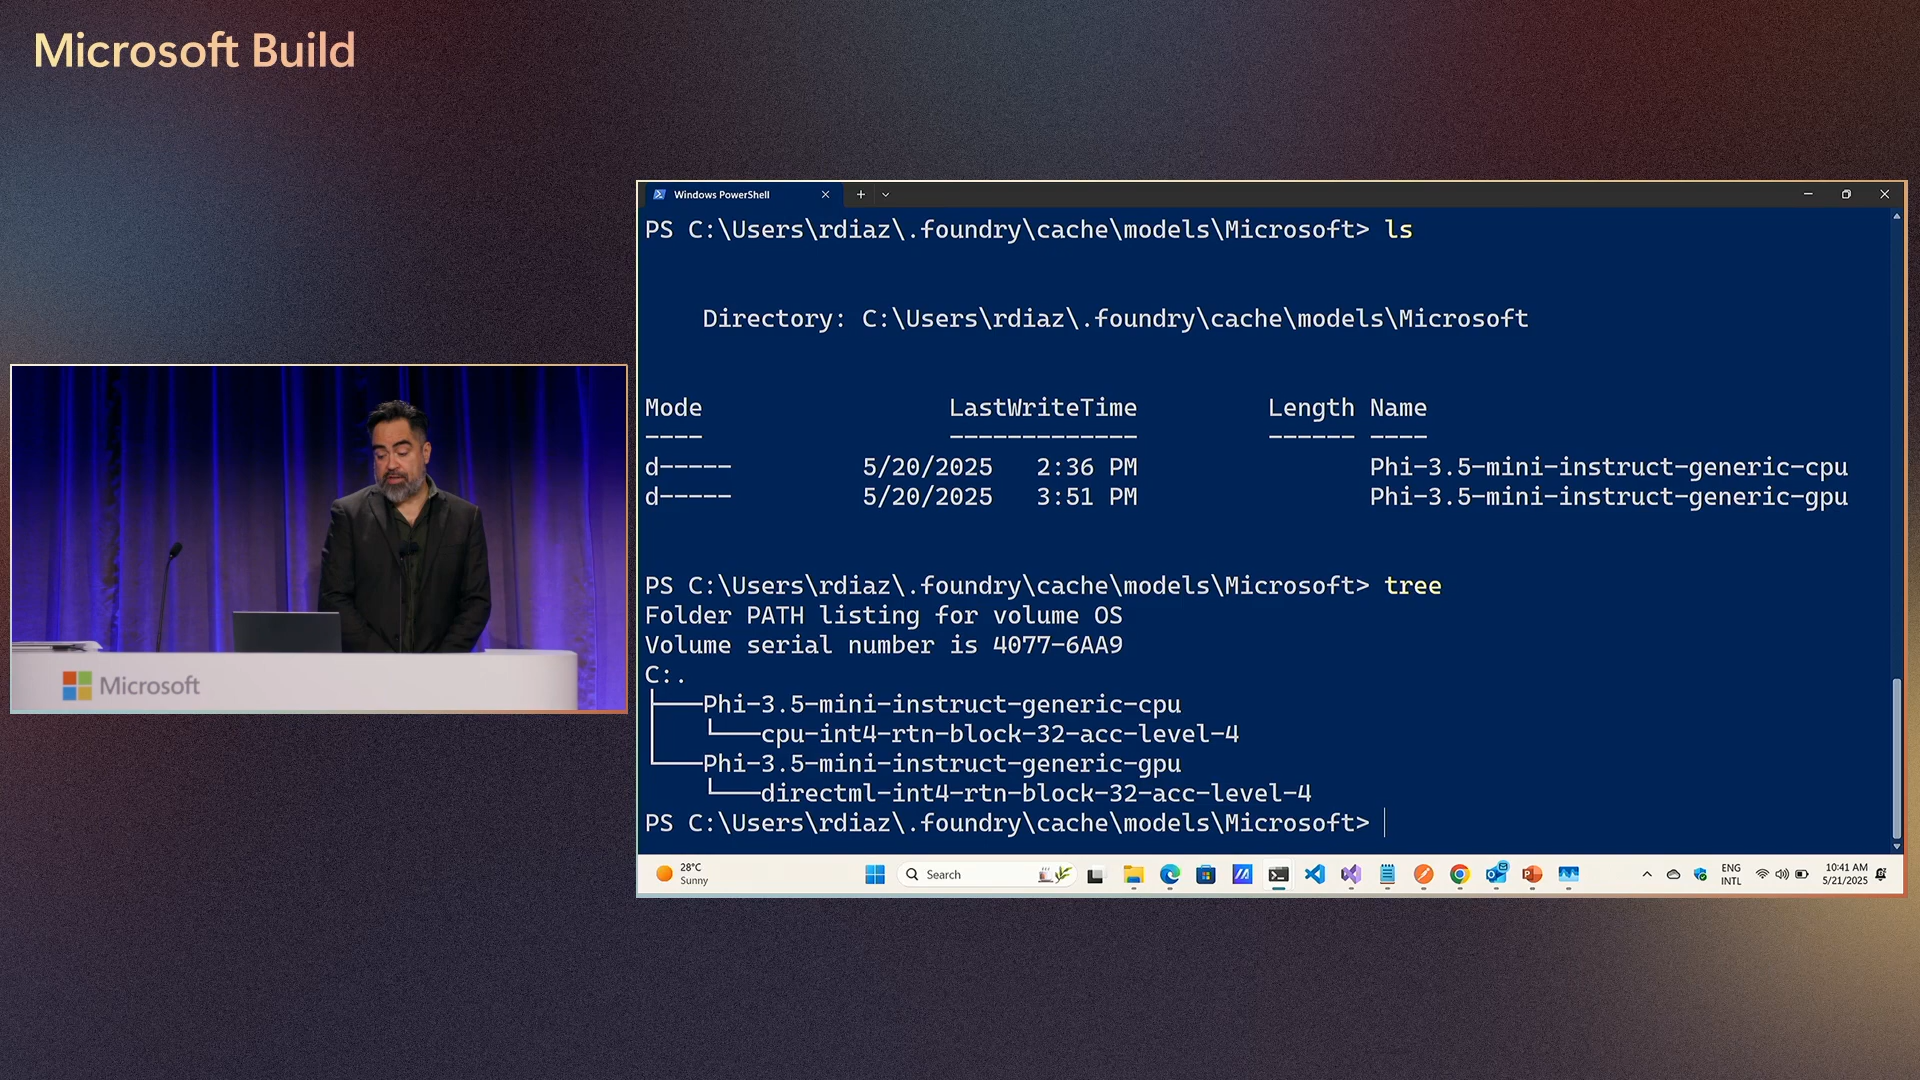 Microsoft Build
Windows PowerShell
PS C:\Users\rdiaz\.foundry\cache\models\Microsoft> ls
Directory: C:\Users\rdiaz\.foundry\cache\models\Microsoft
Mode LastWriteTime Length Name
---- ------------- ------ ----
d----- 5/20/2025 2:36 PM Phi-3.5-mini-instruct-generic-cpu
d----- 5/20/2025 3:51 PM Phi-3.5-mini-instruct-generic-gpu
PS C:\Users\rdiaz\.foundry\cache\models\Microsoft> tree
Folder PATH listing for volume OS
Volume serial number is 4077-6AA9
C:.
├───Phi-3.5-mini-instruct-generic-cpu
│   └───cpu-int4-rtn-block-32-acc-level-4
└───Phi-3.5-mini-instruct-generic-gpu
    └───directml-int4-rtn-block-32-acc-level-4
PS C:\Users\rdiaz\.foundry\cache\models\Microsoft>
Microsoft
28°C
Sunny
Search
ENG
INTL
10:41 AM
5/21/2025